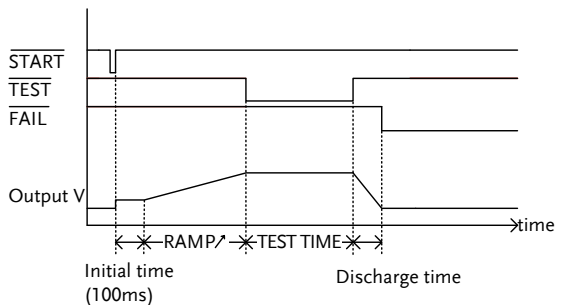 START
TEST
FAIL
Output V
time
RAMP↗ TEST TIME
Initial time
(100ms)
Discharge time